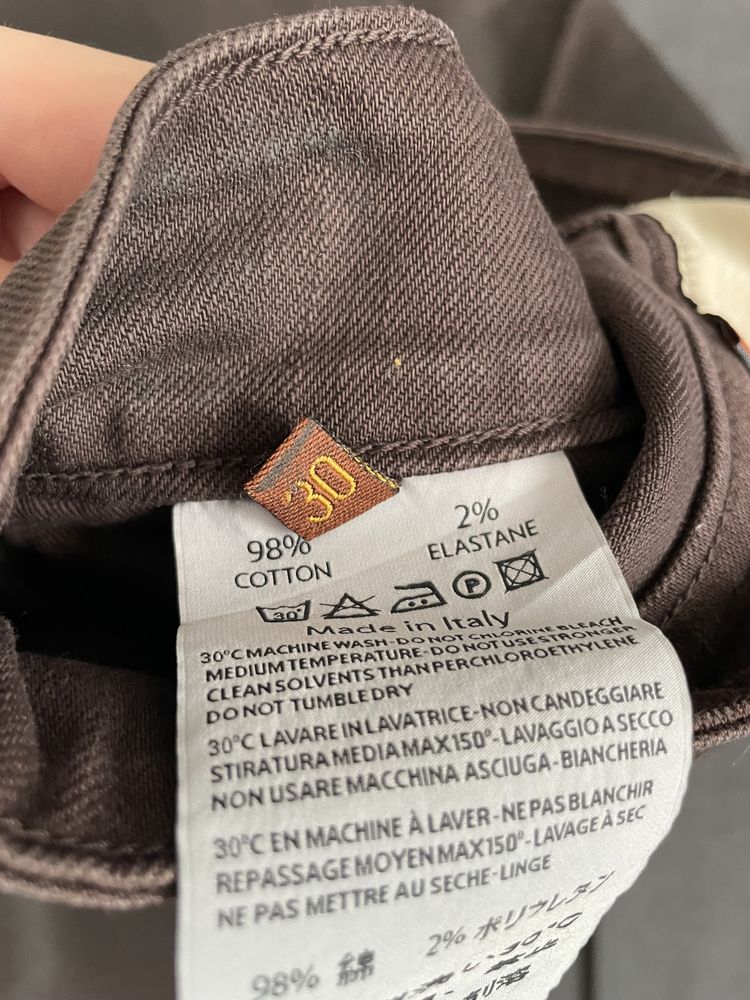 30
98%
COTTON
2%
ELASTANE
30°
P
Made in Italy
30°C MACHINE WASH-DO NOT CHLORINE BLEACH
MEDIUM TEMPERATURE-DO NOT USE STRONGER
CLEAN SOLVENTS THAN PERCHLOROETHYLENE
DO NOT TUMBLE DRY
30°C LAVARE IN LAVATRICE-NON CANDEGGIARE
STIRATURA MEDIA MAX 150°-LAVAGGIO A SECCO
NON USARE MACCHINA ASCIUGA-BIANCHERIA
30°C EN MACHINE À LAVER-NE PAS BLANCHIR
REPASSAGE MOYEN MAX 150°-LAVAGE À SEC
NE PAS METTRE AU SECHE-LINGE
98% 綿
2% ポリウレタン
30°C